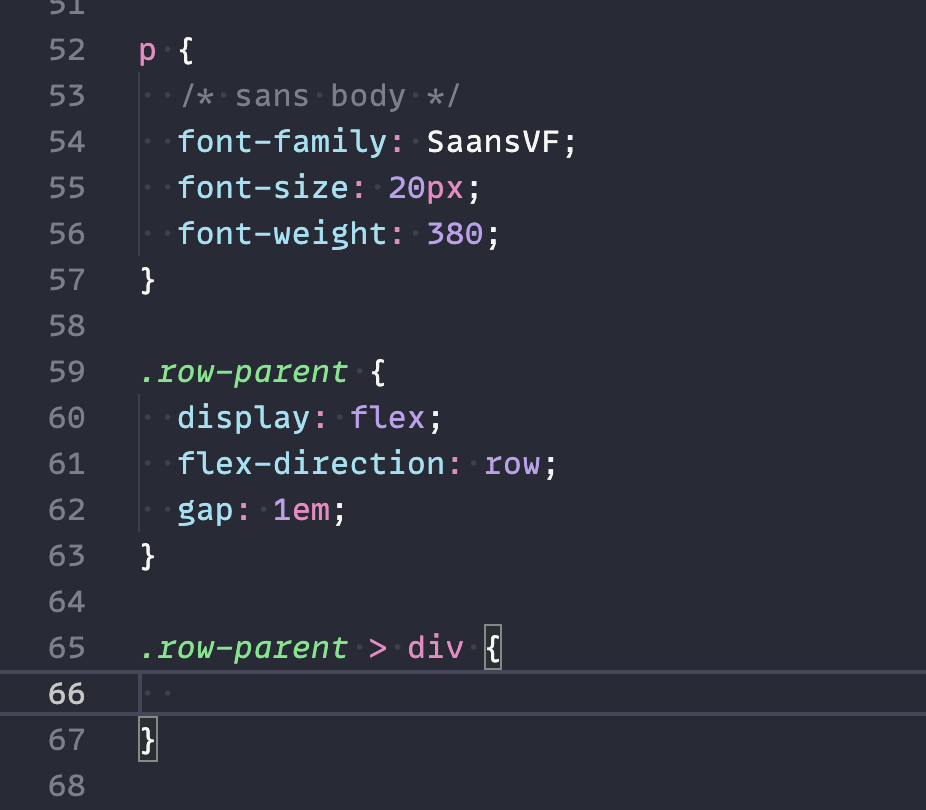 51
52 p {
53   /* sans body */
54   font-family: SaansVF;
55   font-size: 20px;
56   font-weight: 380;
57 }
58
59 .row-parent {
60   display: flex;
61   flex-direction: row;
62   gap: 1em;
63 }
64
65 .row-parent > div {
66
67 }
68